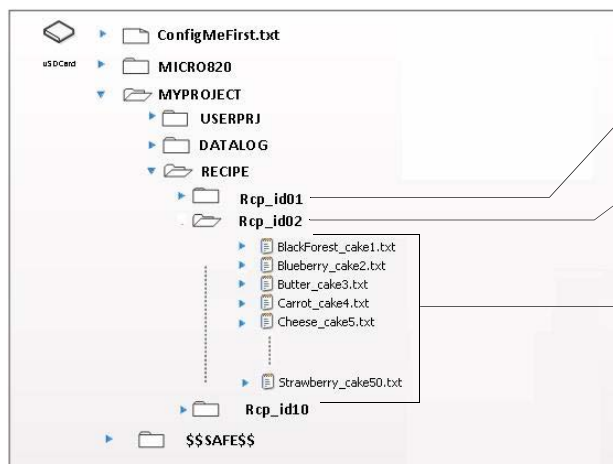 ConfigMeFirst.txt
uSDCard
MICRO820
MYPROJECT
USERPRJ
DATALOG
RECIPE
Rcp_id01
Rcp_id02
BlackForest_cake1.txt
Blueberry_cake2.txt
Butter_cake3.txt
Carrot_cake4.txt
Cheese_cake5.txt
Strawberry_cake50.txt
Rcp_id10
$$SAFE$$